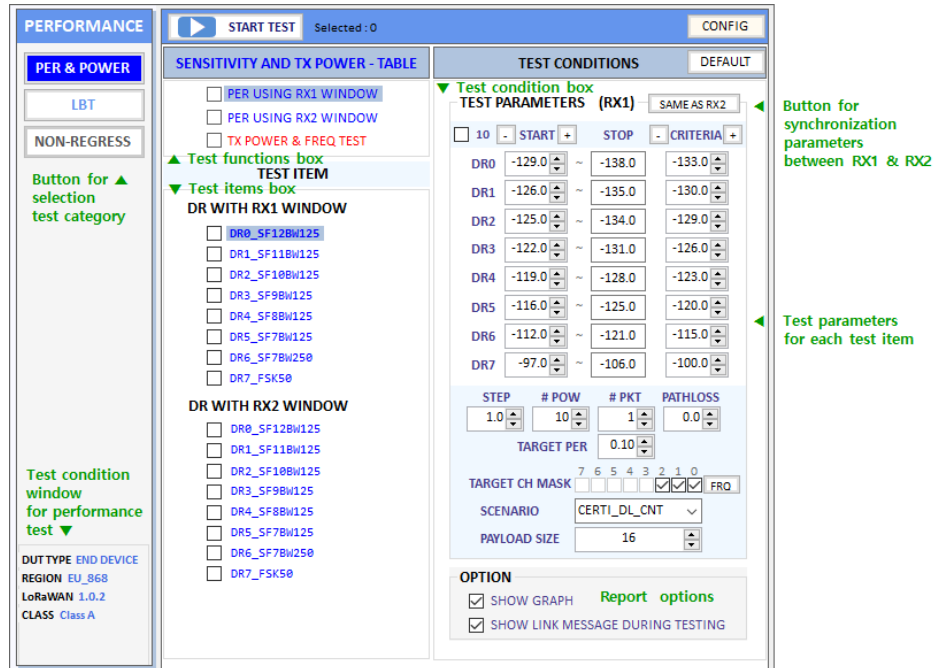 PERFORMANCE
START TEST Selected : 0 CONFIG
PER & POWER
LBT
NON-REGRESS
Button for ▲
selection
test category
Test condition
window
for performance
test ▼
DUT TYPE END DEVICE
REGION EU_868
LoRaWAN 1.0.2
CLASS Class A
SENSITIVITY AND TX POWER - TABLE
PER USING RX1 WINDOW
PER USING RX2 WINDOW
TX POWER & FREQ TEST
▲ Test functions box
TEST ITEM
▼ Test items box
DR WITH RX1 WINDOW
DR0_SF12BW125
DR1_SF11BW125
DR2_SF10BW125
DR3_SF9BW125
DR4_SF8BW125
DR5_SF7BW125
DR6_SF7BW250
DR7_FSK50
DR WITH RX2 WINDOW
DR0_SF12BW125
DR1_SF11BW125
DR2_SF10BW125
DR3_SF9BW125
DR4_SF8BW125
DR5_SF7BW125
DR6_SF7BW250
DR7_FSK50
TEST CONDITIONS DEFAULT
▼ Test condition box
TEST PARAMETERS (RX1) SAME AS RX2
10 - START + STOP - CRITERIA +
DR0 -129.0 ~ -138.0 -133.0
DR1 -126.0 ~ -135.0 -130.0
DR2 -125.0 ~ -134.0 -129.0
DR3 -122.0 ~ -131.0 -126.0
DR4 -119.0 ~ -128.0 -123.0
DR5 -116.0 ~ -125.0 -120.0
DR6 -112.0 ~ -121.0 -115.0
DR7 -97.0 ~ -106.0 -100.0
STEP # POW # PKT PATHLOSS
1.0 10 1 0.0
TARGET PER 0.10
7 6 5 4 3 2 1 0
TARGET CH MASK FRQ
SCENARIO CERTI_DL_CNT
PAYLOAD SIZE 16
OPTION
SHOW GRAPH Report options
SHOW LINK MESSAGE DURING TESTING
◄ Button for
synchronization
parameters
between RX1 & RX2
◄ Test parameters
for each test item